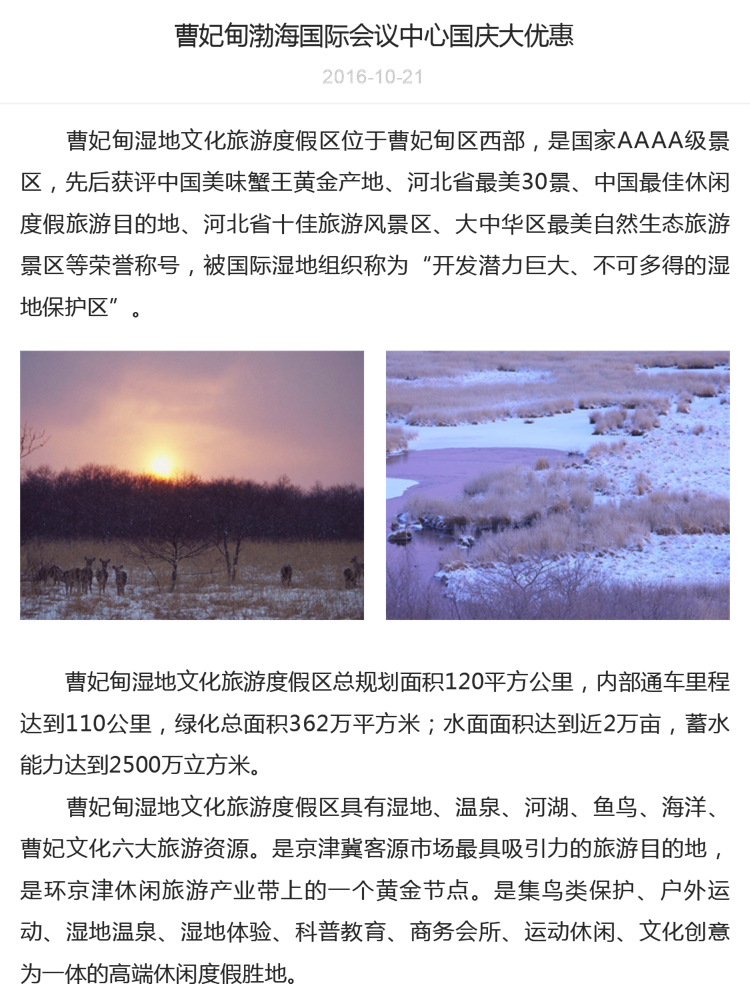 曹妃甸渤海国际会议中心国庆大优惠
2016-10-21
曹妃甸湿地文化旅游度假区位于曹妃甸区西部，是国家AAAA级景
区，先后获评中国美味蟹王黄金产地、河北省最美30景、中国最佳休闲
度假旅游目的地、河北省十佳旅游风景区、大中华区最美自然生态旅游
景区等荣誉称号，被国际湿地组织称为“开发潜力巨大、不可多得的湿
地保护区”。
曹妃甸湿地文化旅游度假区总规划面积120平方公里，内部通车里程
达到110公里，绿化总面积362万平方米；水面面积达到近2万亩，蓄水
能力达到2500万立方米。
曹妃甸湿地文化旅游度假区具有湿地、温泉、河湖、鱼鸟、海洋、
曹妃文化六大旅游资源。是京津冀客源市场最具吸引力的旅游目的地，
是环京津休闲旅游产业带上的一个黄金节点。是集鸟类保护、户外运
动、湿地温泉、湿地体验、科普教育、商务会所、运动休闲、文化创意
为一体的高端休闲度假胜地。